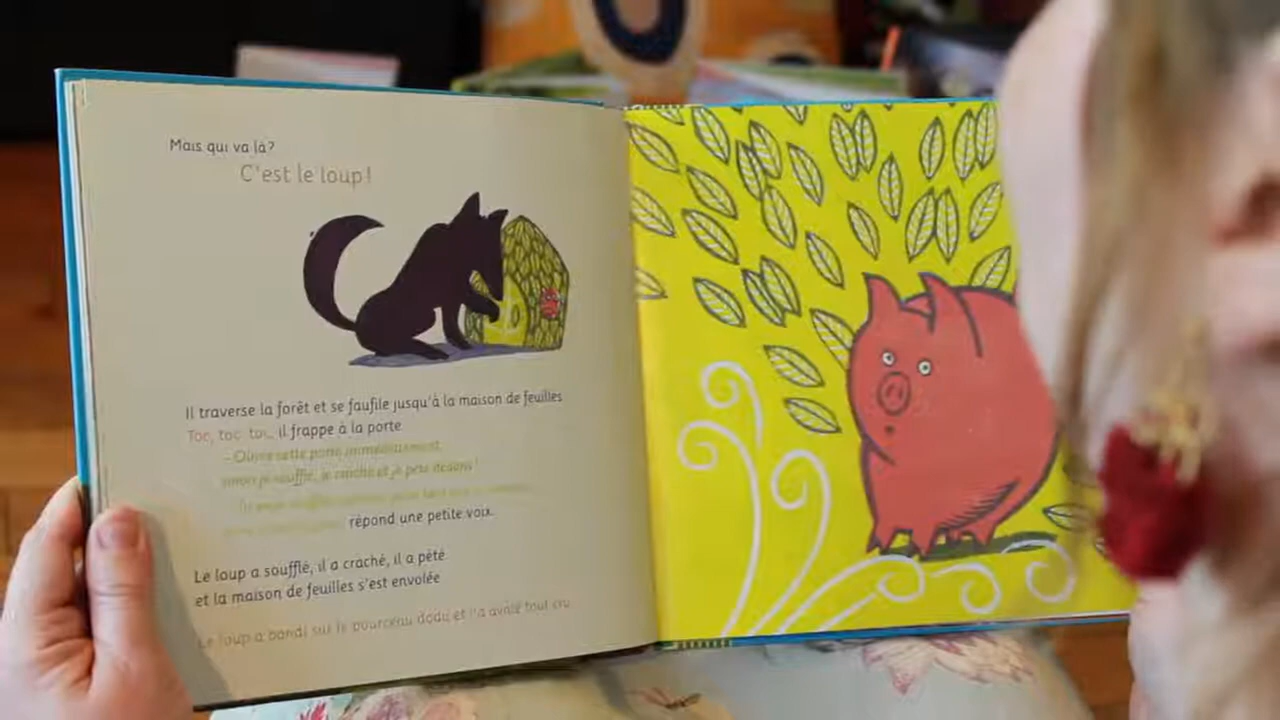 Mais qui va là?
C'est le loup!
Il traverse la forêt et se faufile jusqu'à la maison de feuilles
Toc, toc, toc, il frappe à la porte
- Ouvre cette porte immédiatement,
sinon je souffle, je crache et je pète dessus!
répond une petite voix.
Le loup a soufflé, il a craché, il a pété
et la maison de feuilles s'est envolée
Le loup a bondi sur le pourceau dodu et l'a avalé tout cru